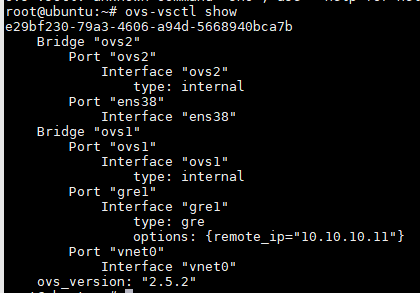 root@ubuntu:~# ovs-vsctl show
e29bf230-79a3-4606-a94d-5668940bca7b
    Bridge "ovs2"
        Port "ovs2"
            Interface "ovs2"
                type: internal
        Port "ens38"
            Interface "ens38"
    Bridge "ovs1"
        Port "ovs1"
            Interface "ovs1"
                type: internal
        Port "gre1"
            Interface "gre1"
                type: gre
                options: {remote_ip="10.10.10.11"}
        Port "vnet0"
            Interface "vnet0"
    ovs_version: "2.5.2"